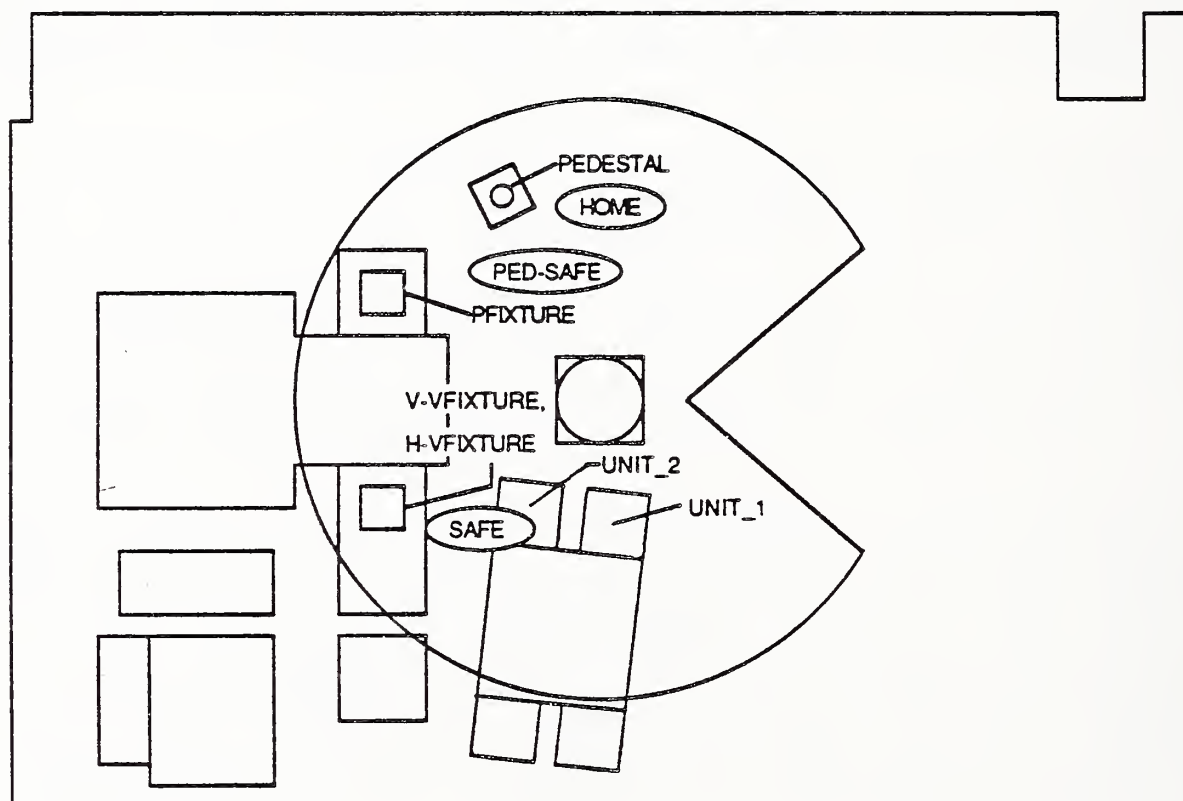 PEDESTAL
HOME
PED-SAFE
PFIXTURE
V-VFIXTURE,
H-VFIXTURE
UNIT_2
UNIT_1
SAFE